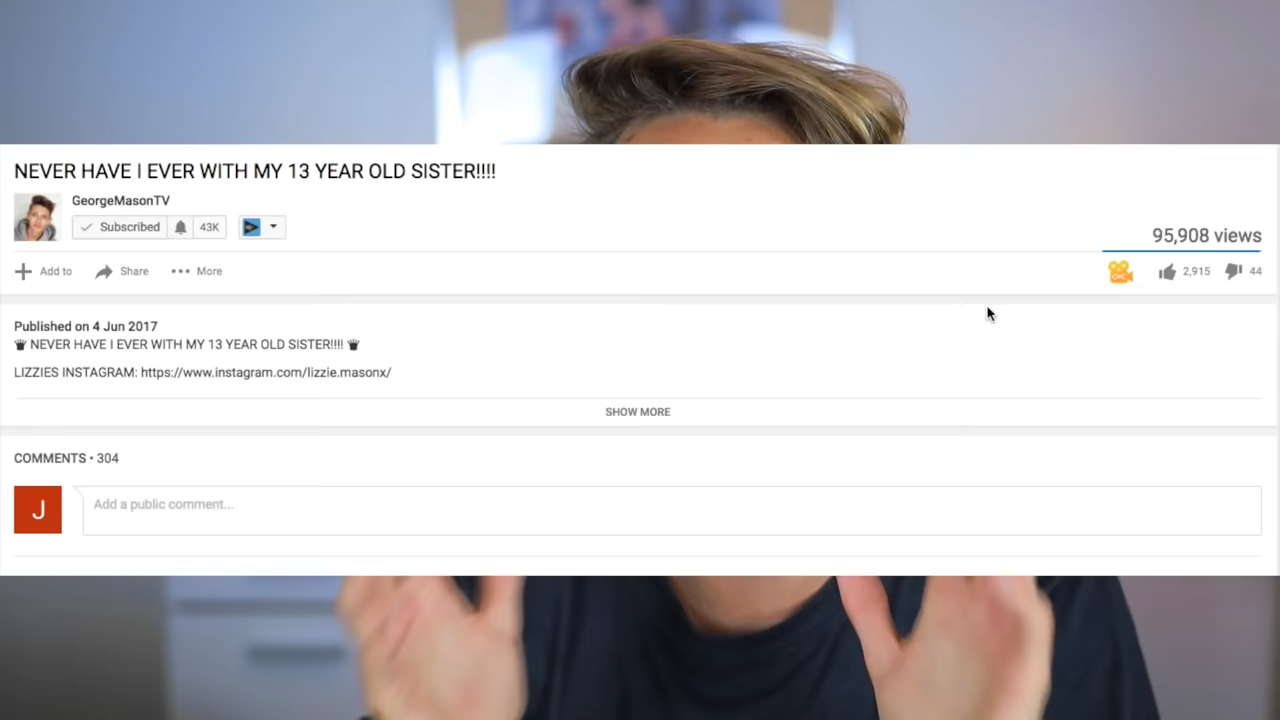 NEVER HAVE I EVER WITH MY 13 YEAR OLD SISTER!!!!
GeorgeMasonTV
Subscribed 43K
95,908 views
Add to Share More 2,915 44
Published on 4 Jun 2017
♛ NEVER HAVE I EVER WITH MY 13 YEAR OLD SISTER!!!! ♛
LIZZIES INSTAGRAM: https://www.instagram.com/lizzie.masonx/
SHOW MORE
COMMENTS • 304
J
Add a public comment...